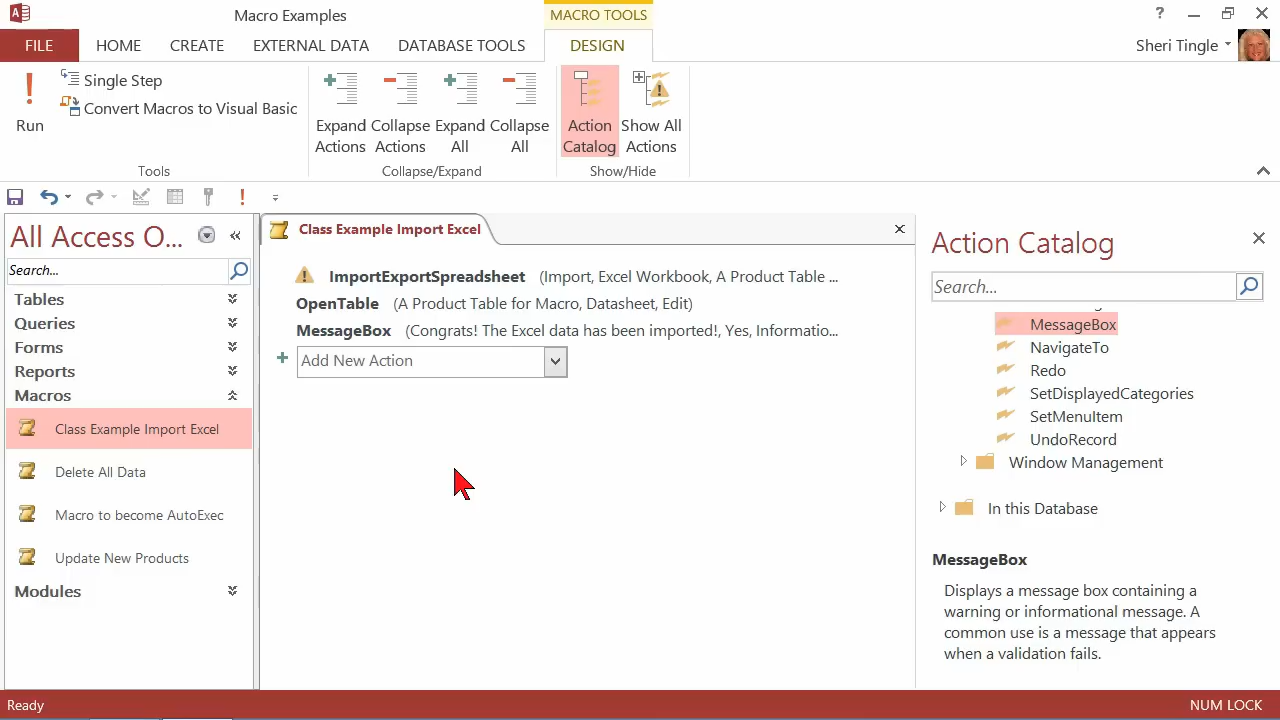 Macro Examples
MACRO TOOLS
?
FILE
HOME
CREATE
EXTERNAL DATA
DATABASE TOOLS
DESIGN
Sheri Tingle
Run
Single Step
Convert Macros to Visual Basic
Tools
Expand Actions
Collapse Actions
Expand All
Collapse All
Collapse/Expand
Action Catalog
Show All Actions
Show/Hide
All Access O...
Search...
Tables
Queries
Forms
Reports
Macros
Class Example Import Excel
Delete All Data
Macro to become AutoExec
Update New Products
Modules
Class Example Import Excel
ImportExportSpreadsheet (Import, Excel Workbook, A Product Table ...
OpenTable (A Product Table for Macro, Datasheet, Edit)
MessageBox (Congrats! The Excel data has been imported!, Yes, Informatio...
Add New Action
Action Catalog
Search...
MessageBox
NavigateTo
Redo
SetDisplayedCategories
SetMenuItem
UndoRecord
Window Management
In this Database
MessageBox
Displays a message box containing a
warning or informational message. A
common use is a message that appears
when a validation fails.
Ready
NUM LOCK